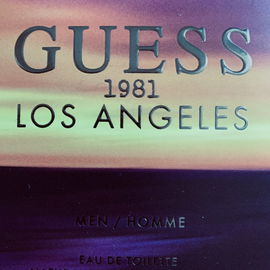 GUESS
1981
LOS ANGELES
MEN / HOMME
EAU DE TOILETTE